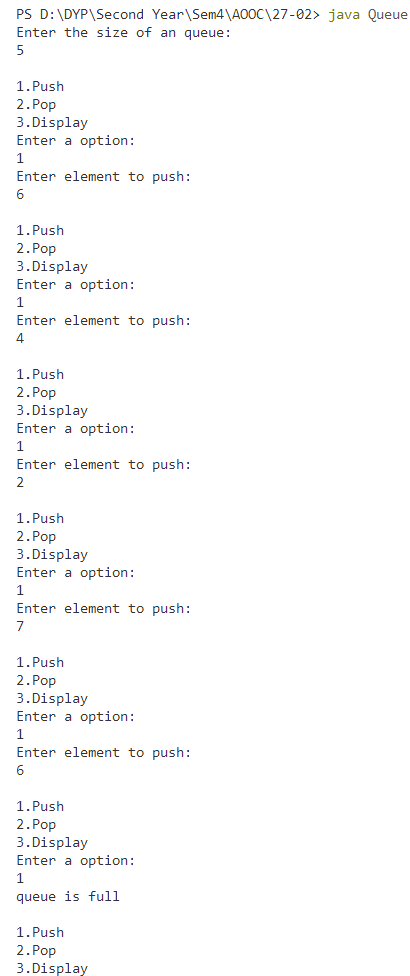 PS D:\DYP\Second Year\Sem4\AOOC\27-02> java Queue
Enter the size of an queue:
5
1.Push
2.Pop
3.Display
Enter a option:
1
Enter element to push:
6
1.Push
2.Pop
3.Display
Enter a option:
1
Enter element to push:
4
1.Push
2.Pop
3.Display
Enter a option:
1
Enter element to push:
2
1.Push
2.Pop
3.Display
Enter a option:
1
Enter element to push:
7
1.Push
2.Pop
3.Display
Enter a option:
1
Enter element to push:
6
1.Push
2.Pop
3.Display
Enter a option:
1
queue is full
1.Push
2.Pop
3.Display